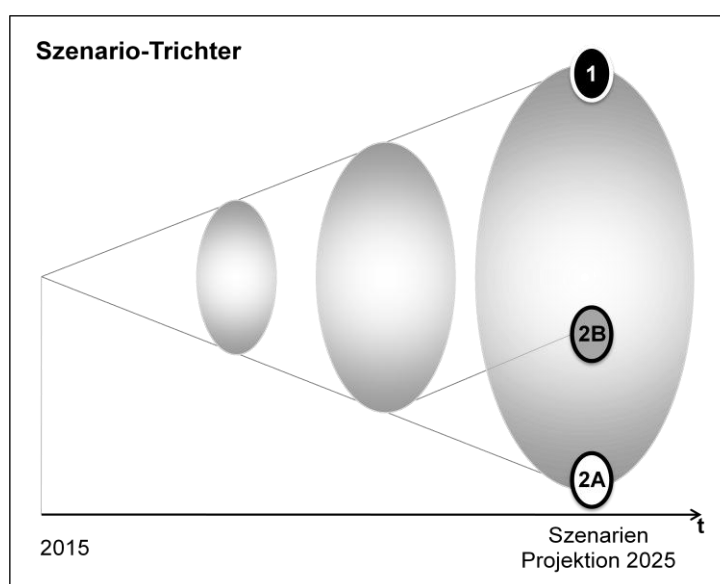 Szenario-Trichter
1
2B
2A
t
2015
Szenarien
Projektion 2025